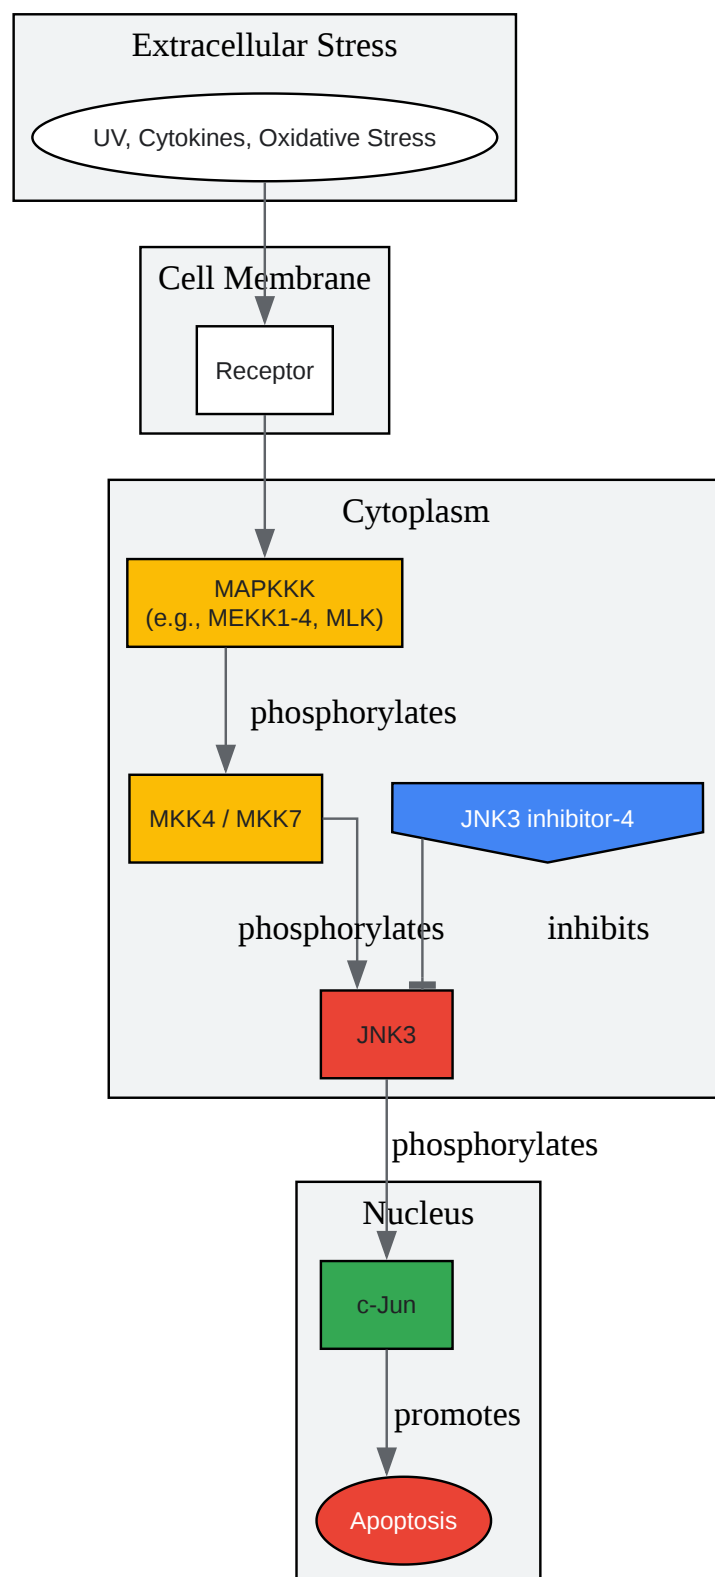 Extracellular Stress
UV, Cytokines, Oxidative Stress
Cell Membrane
Receptor
Cytoplasm
MAPKKK
(e.g., MEKK1-4, MLK)
phosphorylates
MKK4 / MKK7
JNK3 inhibitor-4
phosphorylates
inhibits
JNK3
phosphorylates
Nucleus
c-Jun
promotes
Apoptosis